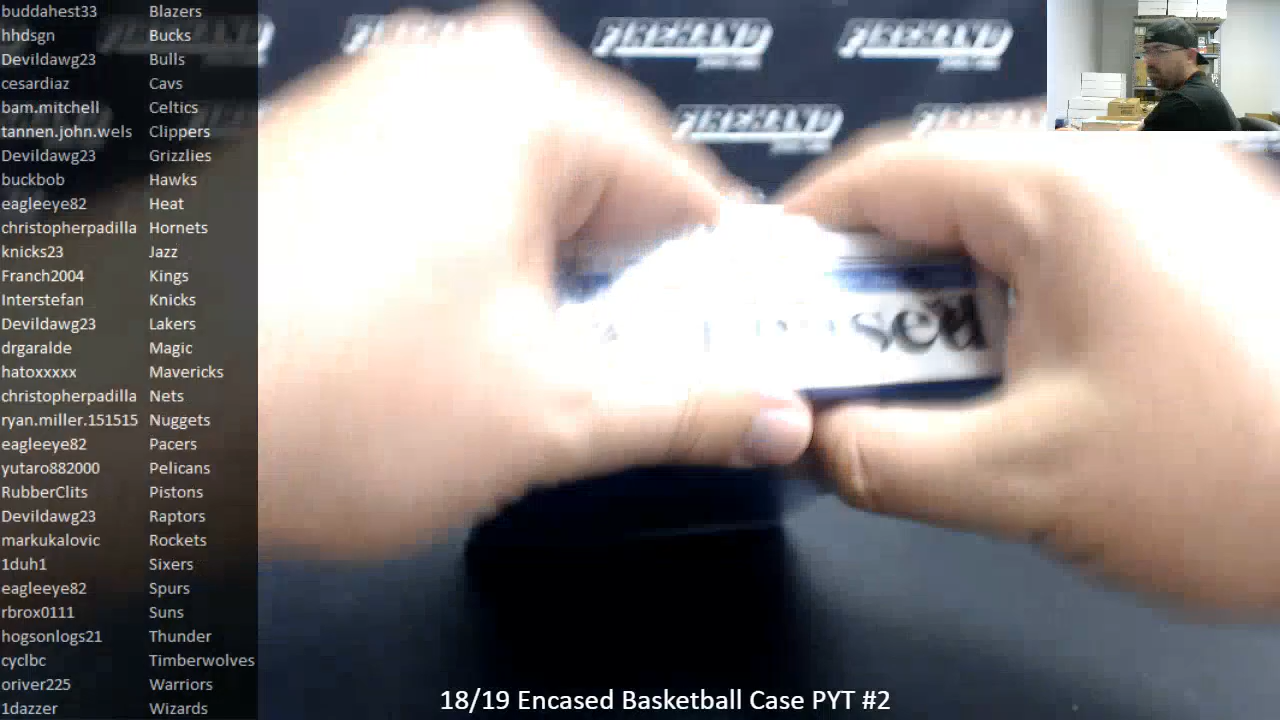 buddahest33 Blazers
hhdsgn Bucks
Devildawg23 Bulls
cesardiaz Cavs
bam.mitchell Celtics
tannen.john.wels Clippers
Devildawg23 Grizzlies
buckbob Hawks
eagleeye82 Heat
christopherpadilla Hornets
knicks23 Jazz
Franch2004 Kings
Interstefan Knicks
Devildawg23 Lakers
drgaralde Magic
hatoxxxxx Mavericks
christopherpadilla Nets
ryan.miller.151515 Nuggets
eagleeye82 Pacers
yutaro882000 Pelicans
RubberClits Pistons
Devildawg23 Raptors
markukalovic Rockets
1duh1 Sixers
eagleeye82 Spurs
rbrox0111 Suns
hogsonlogs21 Thunder
cyclbc Timberwolves
oriver225 Warriors
1dazzer Wizards
FIREHAND FIREHAND
FIREHAND
18/19 Encased Basketball Case PYT #2